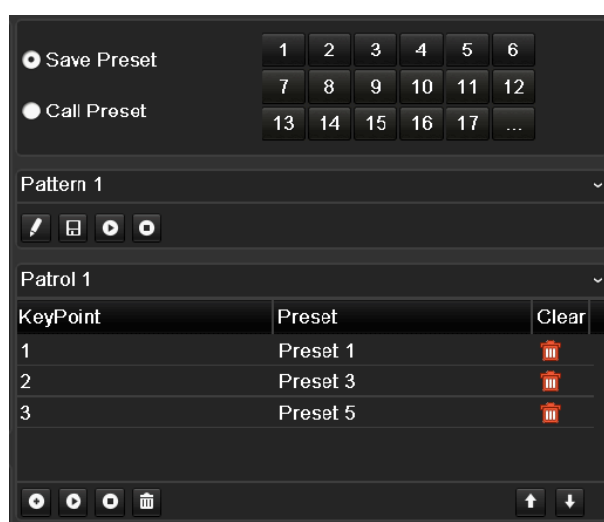 Save Preset
Call Preset
1 2 3 4 5 6
7 8 9 10 11 12
13 14 15 16 17 ...
Pattern 1
Patrol 1
KeyPoint Preset Clear
1 Preset 1
2 Preset 3
3 Preset 5